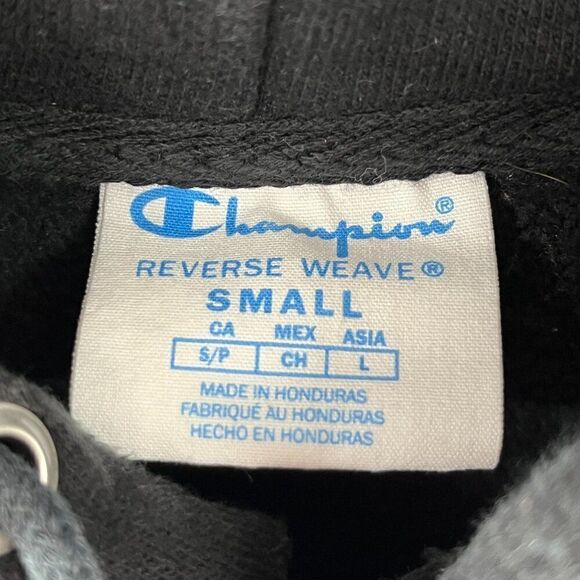 Champion®
REVERSE WEAVE®
SMALL
CA MEX ASIA
S/P CH L
MADE IN HONDURAS
FABRIQUÉ AU HONDURAS
HECHO EN HONDURAS